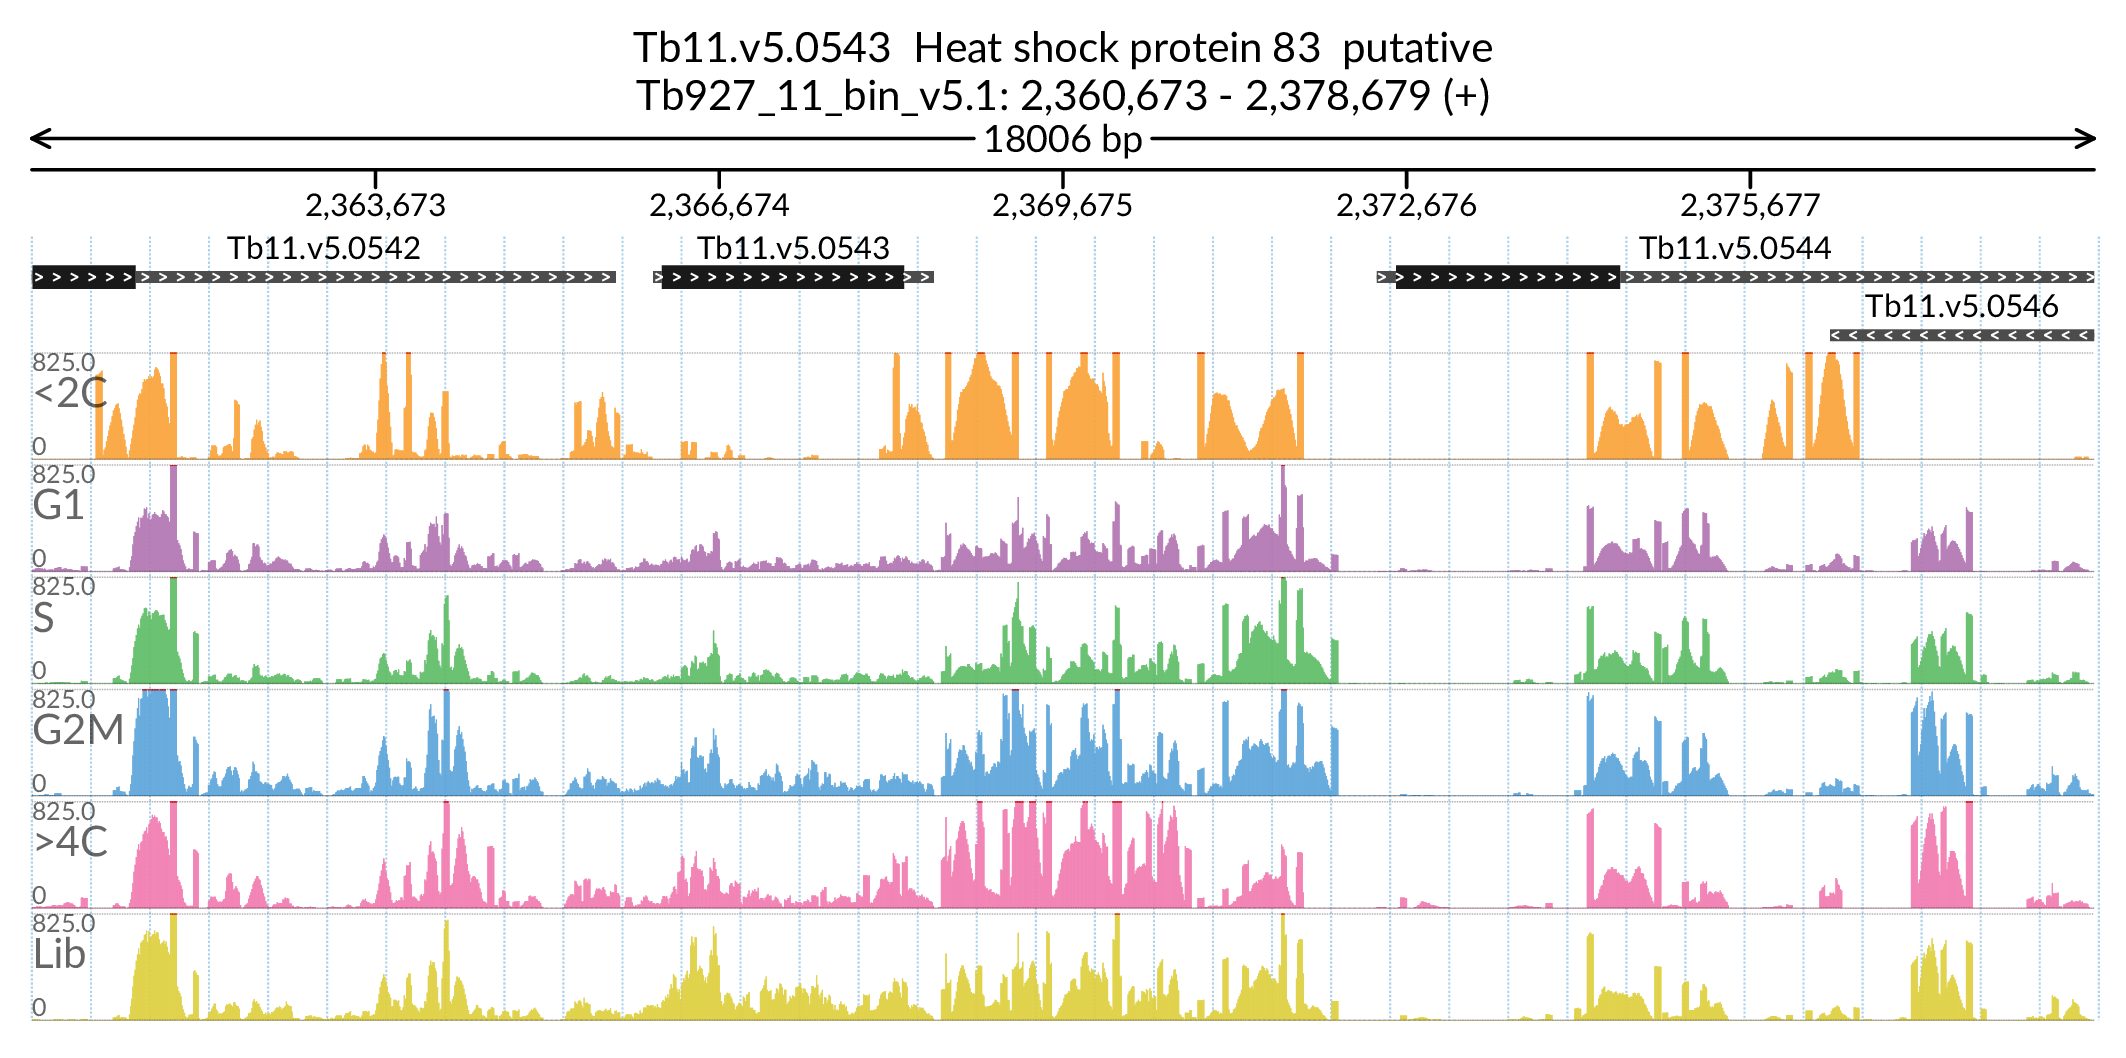 Tb11.v5.0543 Heat shock protein 83 putative
Tb927_11_bin_v5.1: 2,360,673 - 2,378,679 (+)
18006 bp
2,363,673 2,366,674 2,369,675 2,372,676 2,375,677
Tb11.v5.0542 Tb11.v5.0543 Tb11.v5.0544
Tb11.v5.0546
825.0
<2C
0
825.0
G1
0
825.0
S
0
825.0
G2M
0
825.0
>4C
0
825.0
Lib
0